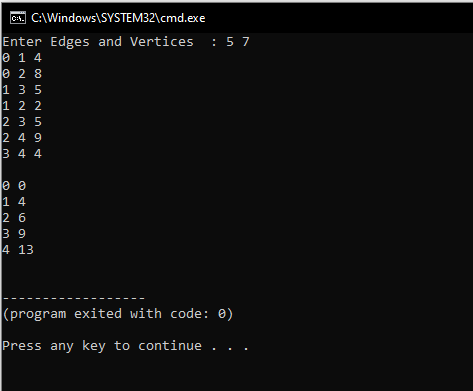 C:\Windows\SYSTEM32\cmd.exe
Enter Edges and Vertices  : 5 7
0 1 4
0 2 8
1 3 5
1 2 2
2 3 5
2 4 9
3 4 4
0 0
1 4
2 6
3 9
4 13
------------------
(program exited with code: 0)
Press any key to continue . . .